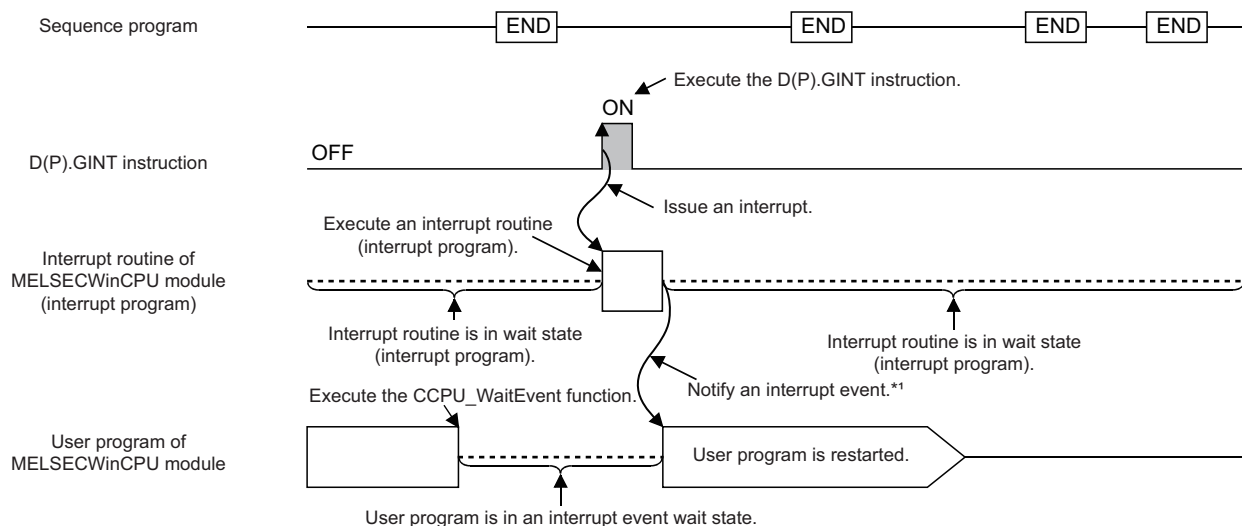 Sequence program
END
END
END
END
Execute the D(P).GINT instruction.
ON
OFF
D(P).GINT instruction
Issue an interrupt.
Execute an interrupt routine
(interrupt program).
Interrupt routine of
MELSECWinCPU module
(interrupt program)
Interrupt routine is in wait state
(interrupt program).
Interrupt routine is in wait state
(interrupt program).
Notify an interrupt event.*1
Execute the CCPU_WaitEvent function.
User program of
MELSECWinCPU module
User program is restarted.
User program is in an interrupt event wait state.